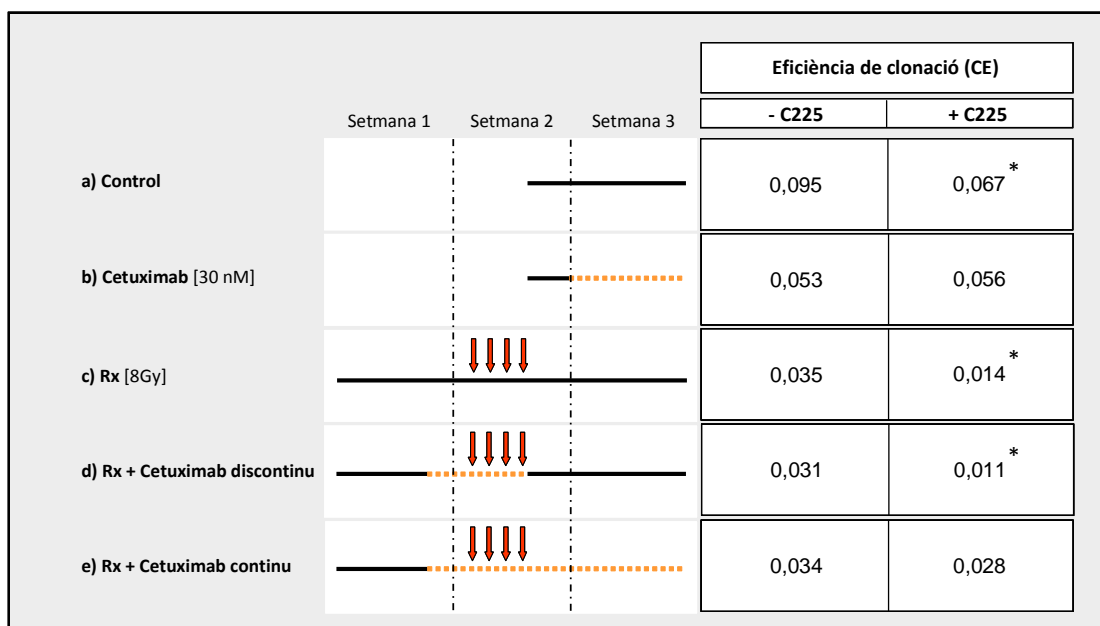 Eficiència de clonació (CE)
Setmana 1 Setmana 2 Setmana 3 - C225 + C225
a) Control 0,095 0,067 *
b) Cetuximab [30 nM] 0,053 0,056
c) Rx [8Gy] 0,035 0,014 *
d) Rx + Cetuximab discontinu 0,031 0,011 *
e) Rx + Cetuximab continu 0,034 0,028